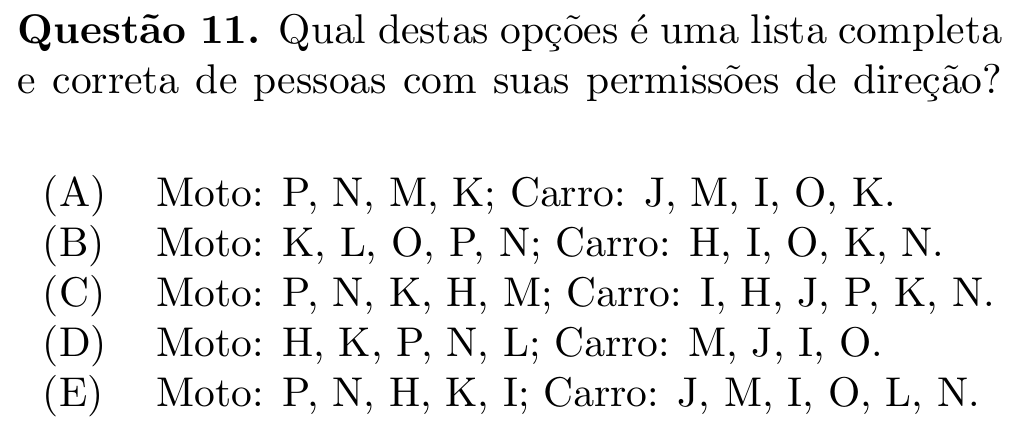 Questão 11. Qual destas opções é uma lista completa
e correta de pessoas com suas permissões de direção?
(A) Moto: P, N, M, K; Carro: J, M, I, O, K.
(B) Moto: K, L, O, P, N; Carro: H, I, O, K, N.
(C) Moto: P, N, K, H, M; Carro: I, H, J, P, K, N.
(D) Moto: H, K, P, N, L; Carro: M, J, I, O.
(E) Moto: P, N, H, K, I; Carro: J, M, I, O, L, N.